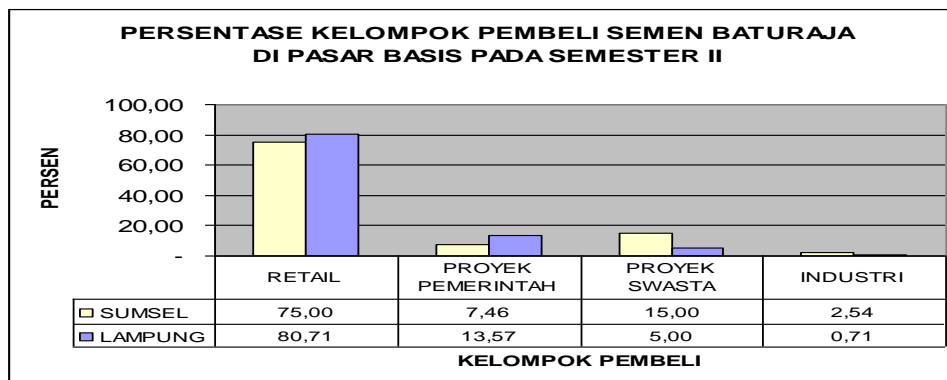 PERSENTASE KELOMPOK PEMBELI SEMEN BATURAJA
DI PASAR BASIS PADA SEMESTER II
PERSEN
100,00
80,00
60,00
40,00
20,00
-
RETAIL PROYEK PEMERINTAH PROYEK SWASTA INDUSTRI
SUMSEL 75,00 7,46 15,00 2,54
LAMPUNG 80,71 13,57 5,00 0,71
KELOMPOK PEMBELI